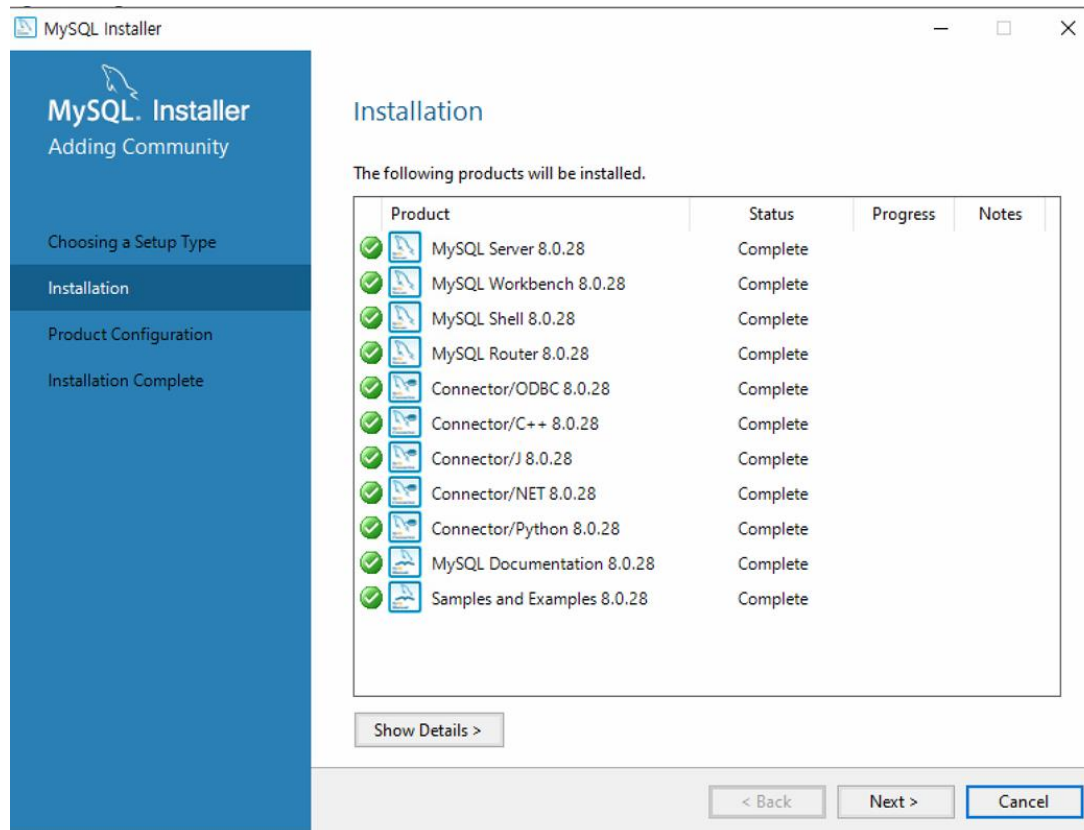 MySQL Installer
MySQL. Installer
Adding Community
Choosing a Setup Type
Installation
Product Configuration
Installation Complete
Installation
The following products will be installed.
Product Status Progress Notes
MySQL Server 8.0.28 Complete
MySQL Workbench 8.0.28 Complete
MySQL Shell 8.0.28 Complete
MySQL Router 8.0.28 Complete
Connector/ODBC 8.0.28 Complete
Connector/C++ 8.0.28 Complete
Connector/J 8.0.28 Complete
Connector/NET 8.0.28 Complete
Connector/Python 8.0.28 Complete
MySQL Documentation 8.0.28 Complete
Samples and Examples 8.0.28 Complete
Show Details >
< Back Next > Cancel